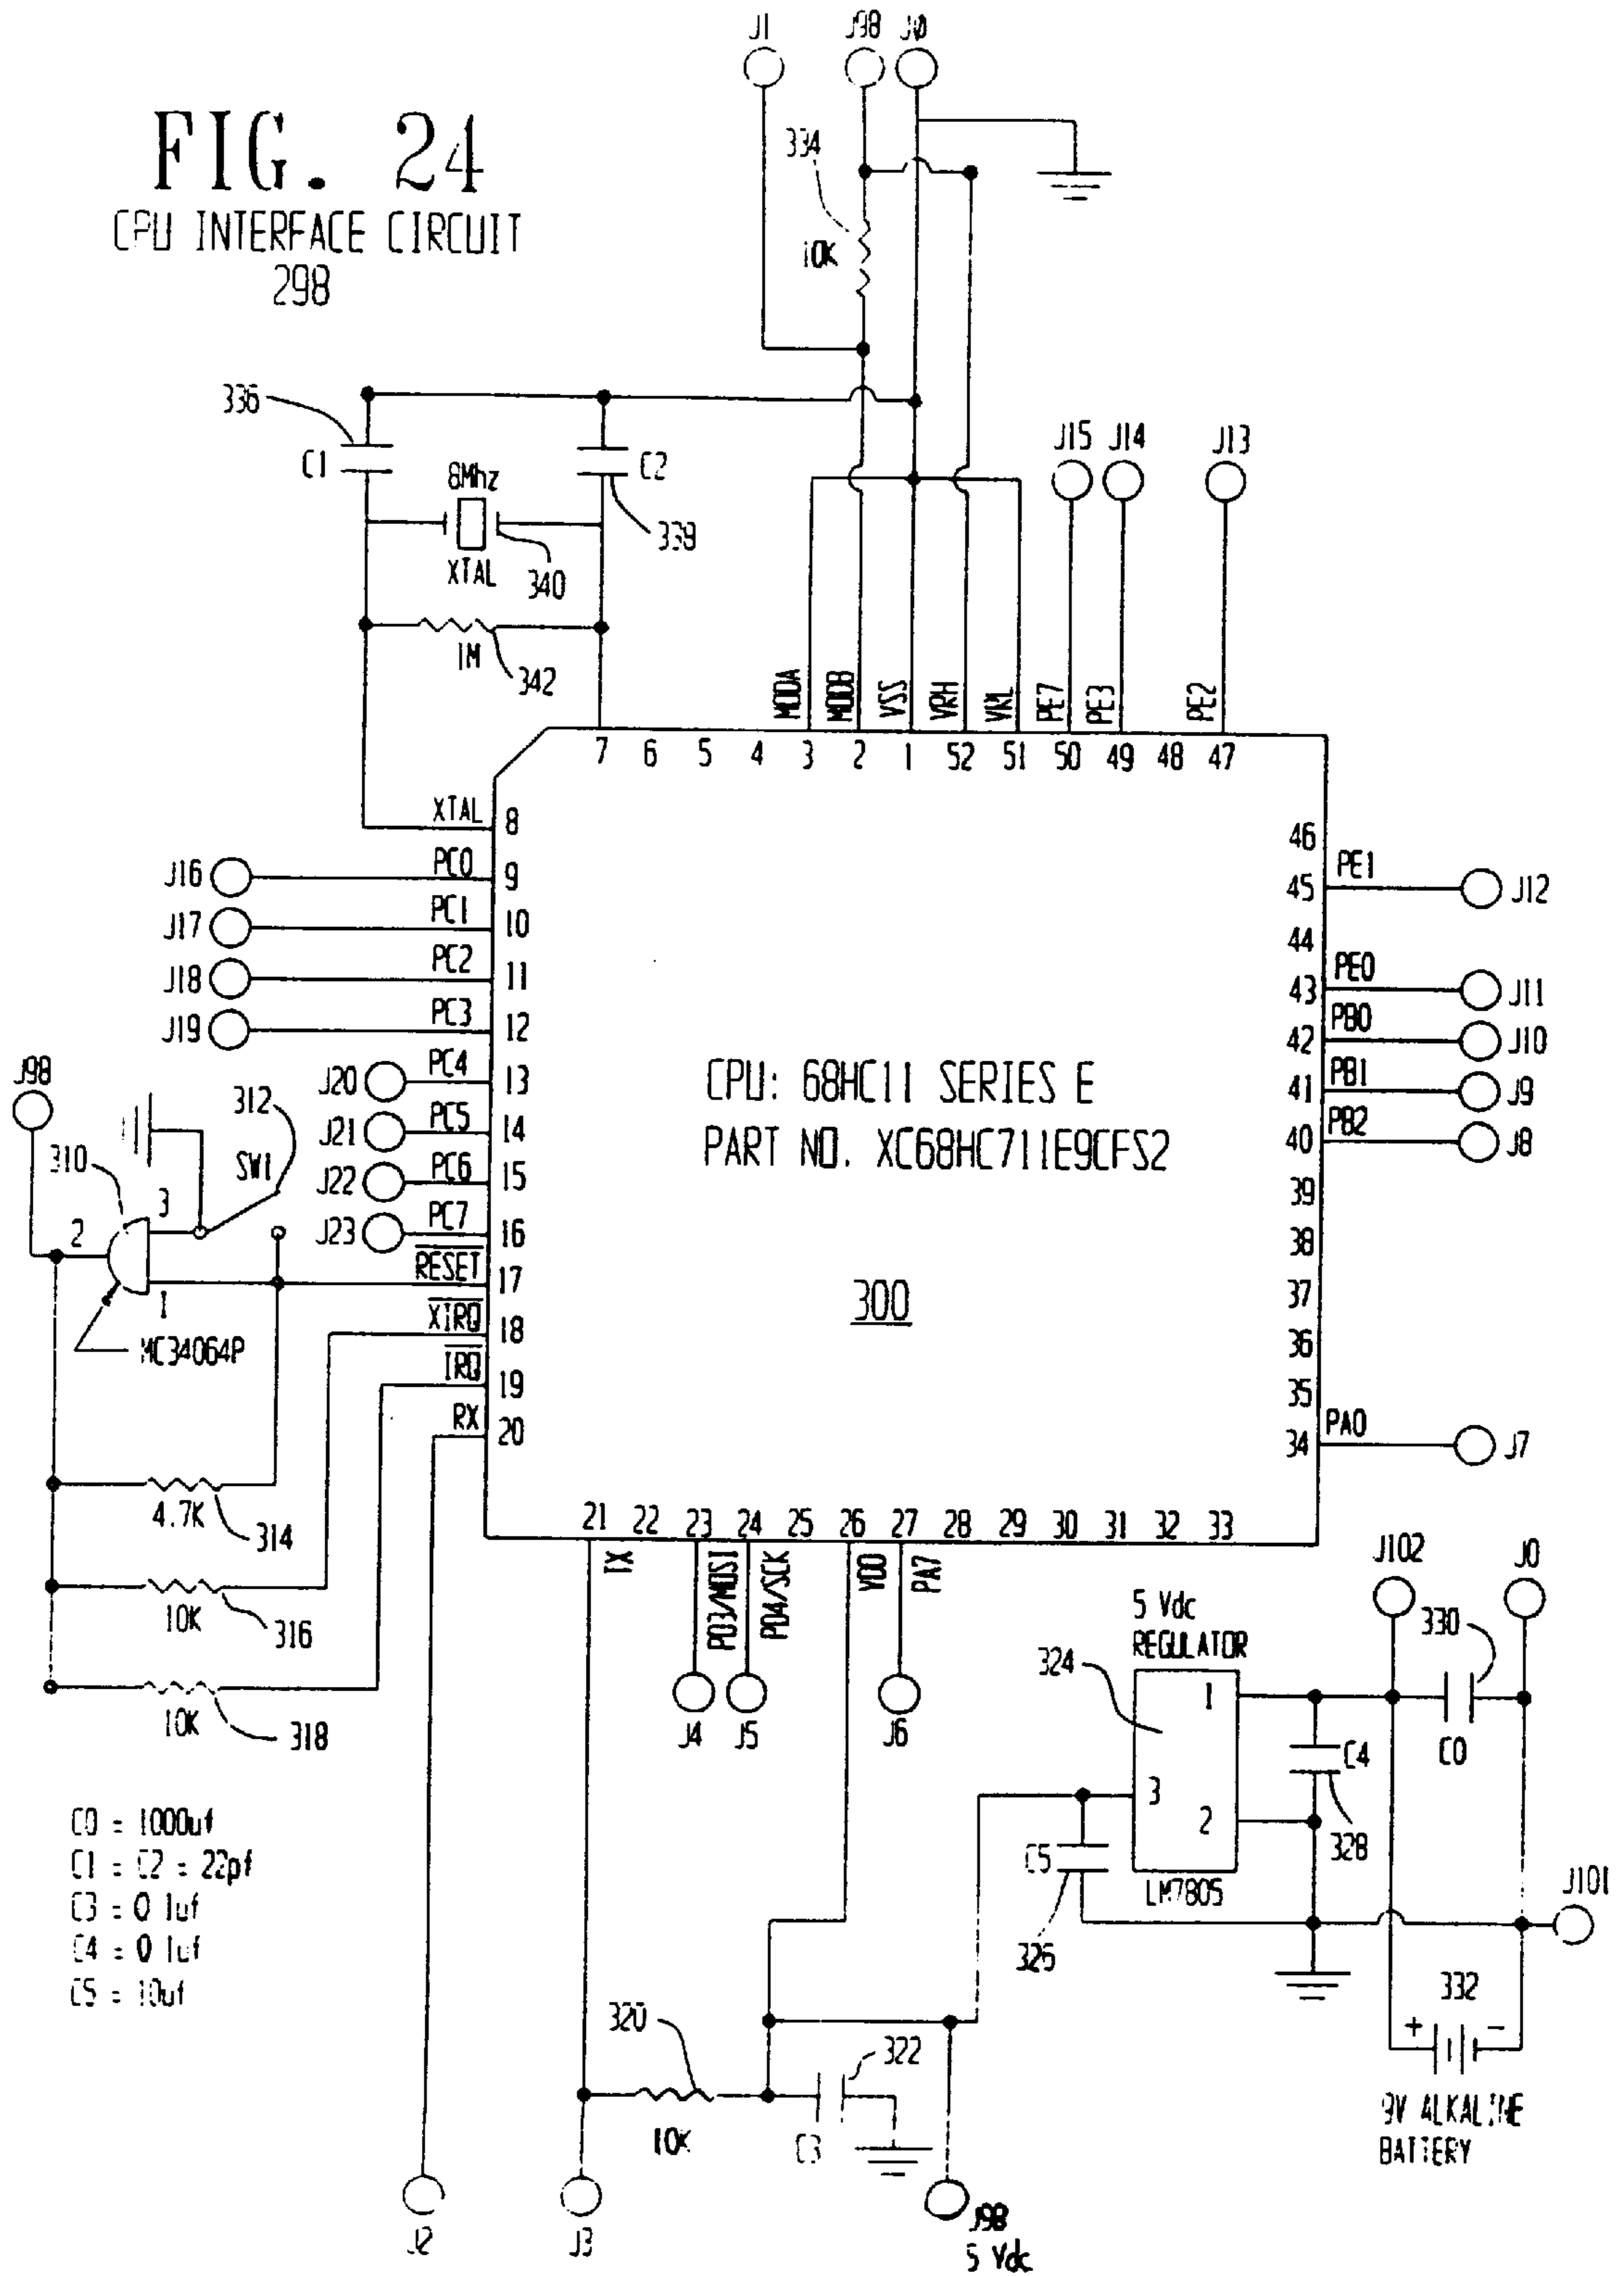 J1 J98 J0
FIG. 24
CPU INTERFACE CIRCUIT
298
334
10K
336
C1
8Mhz
C2
339
XTAL
340
1M
342
J15 J14 J13
MODA MODB VSS VRH VRL PE7 PE3 PE2
7 6 5 4 3 2 1 52 51 50 49 48 47
XTAL 8
J16 PC0 9
J17 PC1 10
J18 PC2 11
J19 PC3 12
J20 PC4 13
J21 PC5 14
J22 PC6 15
J23 PC7 16
RESET 17
XIRQ 18
IRQ 19
RX 20
46
45 PE1 J12
44
43 PE0 J11
42 PB0 J10
41 PB1 J9
40 PB2 J8
39
38
37
36
35
34 PA0 J7
CPU: 68HC11 SERIES E
PART NO. XC68HC711E9CFS2
300
J98
310
312
SW1
3
2
1
MC34064P
4.7K
314
10K
316
10K
318
21 22 23 24 25 26 27 28 29 30 31 32 33
TX PD3/MOSI PD4/SCK VDD PA7
J4 J5 J6
5 Vdc
REGULATOR
324
1
3
2
LM7805
J102 J0
330
C4
C0
328
C5
326
J101
332
+ -
9V ALKALINE
BATTERY
C0 = 1000uf
C1 = C2 = 22pf
C3 = 0.1uf
C4 = 0.1uf
C5 = 10uf
320
322
10K
C3
J2
J3
J98
5 Vdc